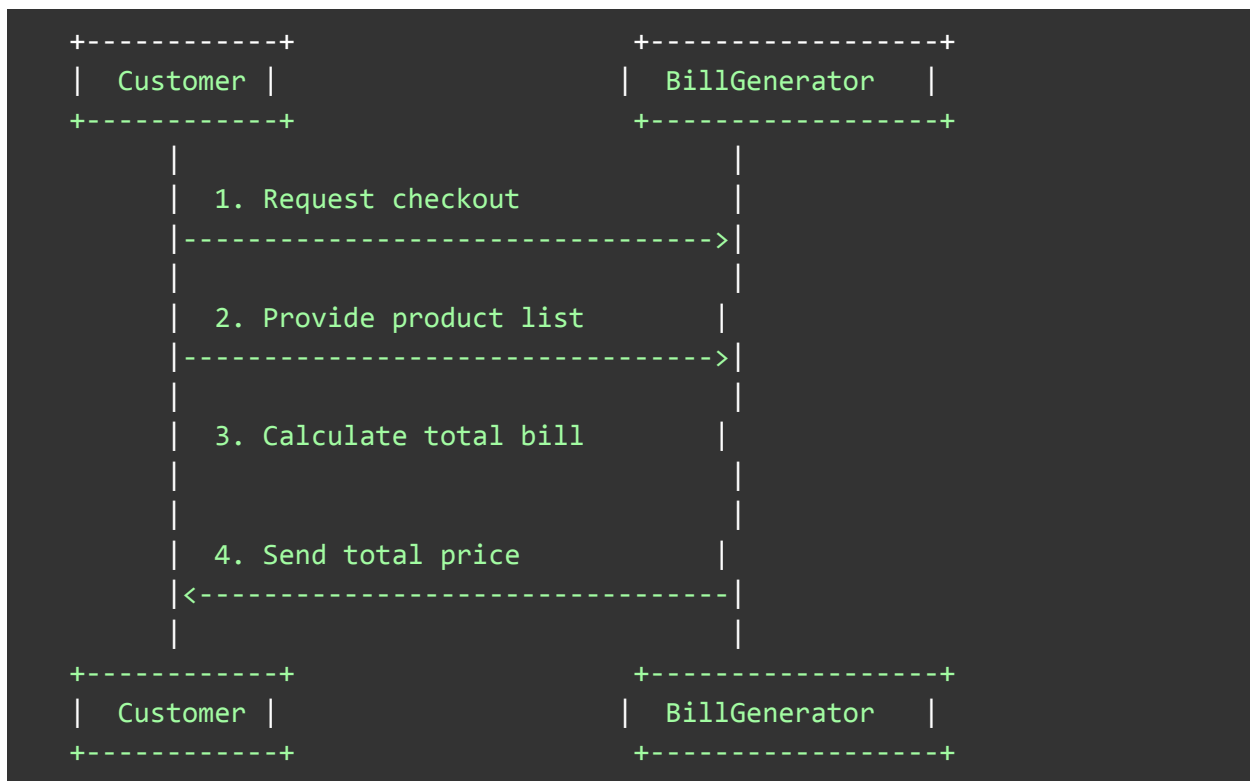 +------------+                     +------------------+
|  Customer |                     |  BillGenerator   |
+------------+                     +------------------+
      |                                  |
      |  1. Request checkout             |
      |--------------------------------->|
      |                                  |
      |  2. Provide product list        |
      |--------------------------------->|
      |                                  |
      |  3. Calculate total bill        |
      |                                  |
      |                                  |
      |  4. Send total price            |
      |<---------------------------------|
      |                                  |
+------------+                     +------------------+
|  Customer |                     |  BillGenerator   |
+------------+                     +------------------+